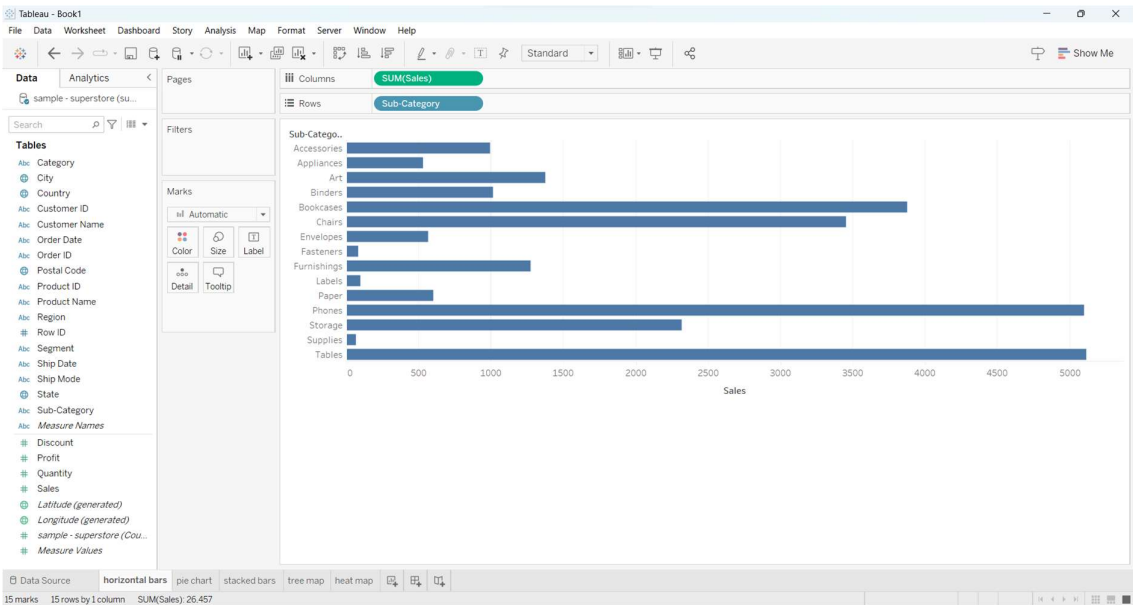 Tableau - Book1
File Data Worksheet Dashboard Story Analysis Map Format Server Window Help
Standard
Show Me
Data Analytics
sample - superstore (su...
Search
Tables
Abc Category
City
Country
Abc Customer ID
Abc Customer Name
Abc Order Date
Abc Order ID
Postal Code
Abc Product ID
Abc Product Name
Abc Region
# Row ID
Abc Segment
Abc Ship Date
Abc Ship Mode
State
Abc Sub-Category
Abc Measure Names
# Discount
# Profit
# Quantity
# Sales
Latitude (generated)
Longitude (generated)
# sample - superstore (Cou...
# Measure Values
Pages
Filters
Marks
Automatic
Color Size Label
Detail Tooltip
Columns SUM(Sales)
Rows Sub-Category
Sub-Catego..
Accessories
Appliances
Art
Binders
Bookcases
Chairs
Envelopes
Fasteners
Furnishings
Labels
Paper
Phones
Storage
Supplies
Tables
0 500 1000 1500 2000 2500 3000 3500 4000 4500 5000
Sales
Data Source horizontal bars pie chart stacked bars tree map heat map
15 marks 15 rows by 1 column SUM(Sales): 26,457